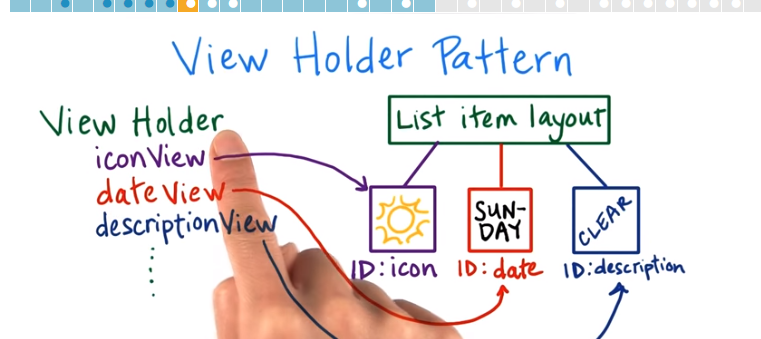 View Holder Pattern
View Holder
iconView
dateView
descriptionView
List item layout
SUN-
DAY
CLEAR
ID:icon
ID:date
ID:description